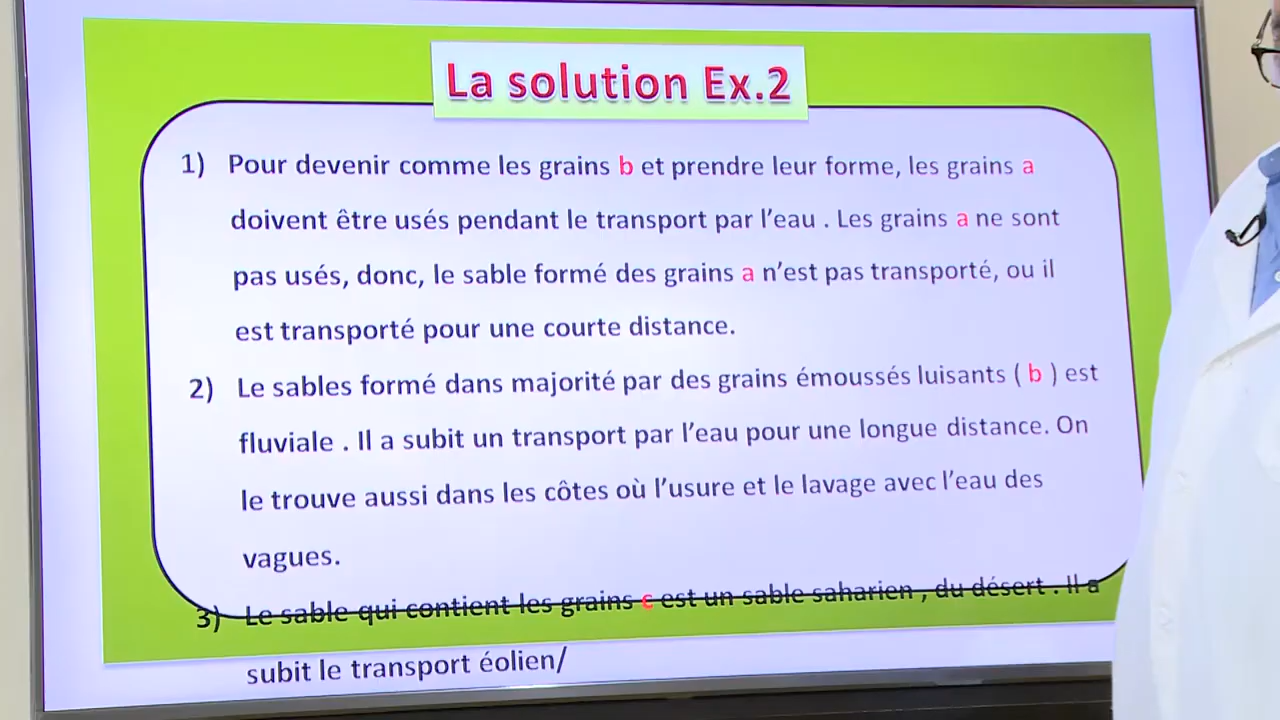 La solution Ex.2
1) Pour devenir comme les grains b et prendre leur forme, les grains a
doivent être usés pendant le transport par l'eau . Les grains a ne sont
pas usés, donc, le sable formé des grains a n'est pas transporté, ou il
est transporté pour une courte distance.
2) Le sables formé dans majorité par des grains émoussés luisants ( b ) est
fluviale . Il a subit un transport par l'eau pour une longue distance. On
le trouve aussi dans les côtes où l'usure et le lavage avec l'eau des
vagues.
3) Le sable qui contient les grains c est un sable saharien , du désert . Il a
subit le transport éolien/